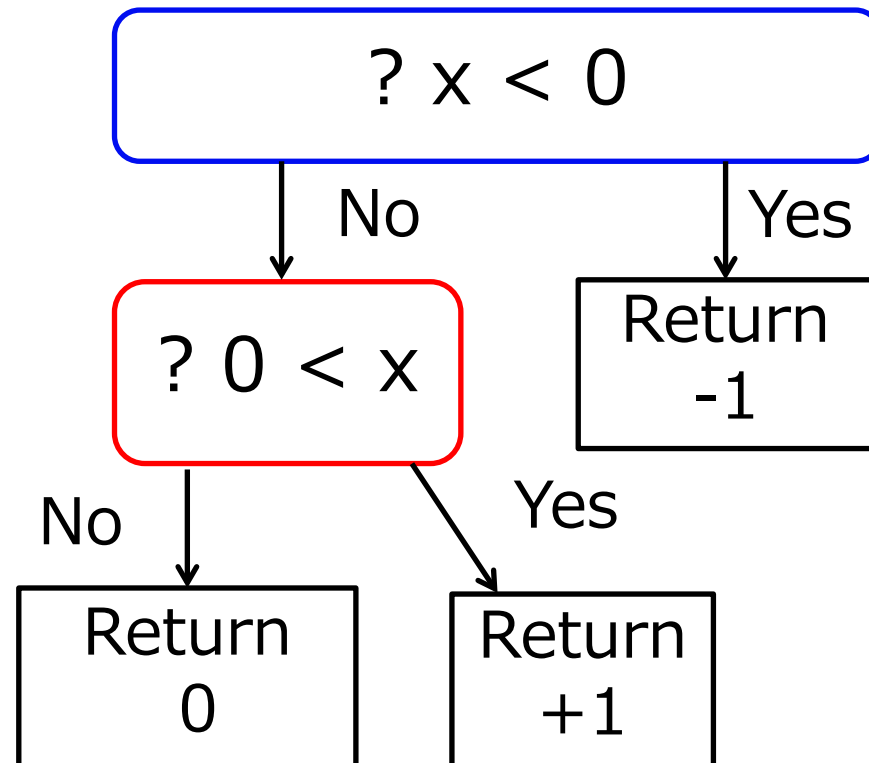 ? x < 0
No
Yes
? 0 < x
Return
-1
No
Yes
Return
0
Return
+1